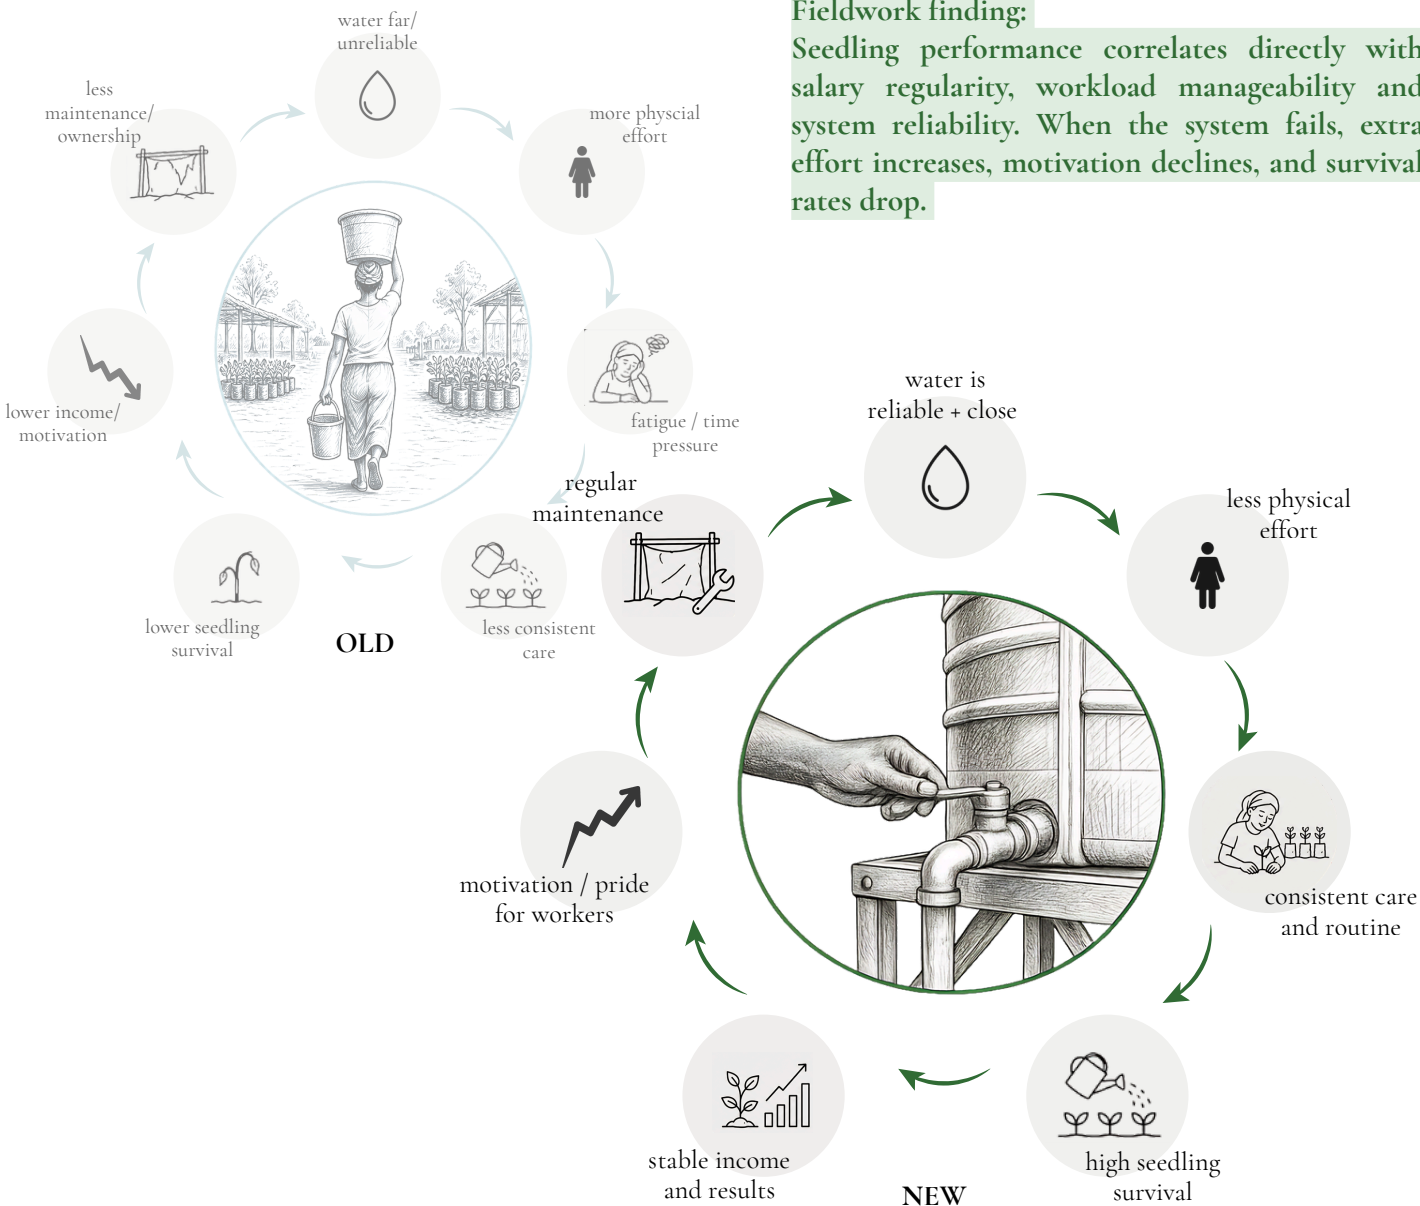 Fieldwork finding:
Seedling performance correlates directly with
salary regularity, workload manageability and
system reliability. When the system fails, extra
effort increases, motivation declines, and survival
rates drop.
water far/
unreliable
more physcial
effort
fatigue / time
pressure
less consistent
care
lower seedling
survival
lower income/
motivation
less
maintenance/
ownership
OLD
water is
reliable + close
less physical
effort
consistent care
and routine
high seedling
survival
stable income
and results
motivation / pride
for workers
regular
maintenance
NEW